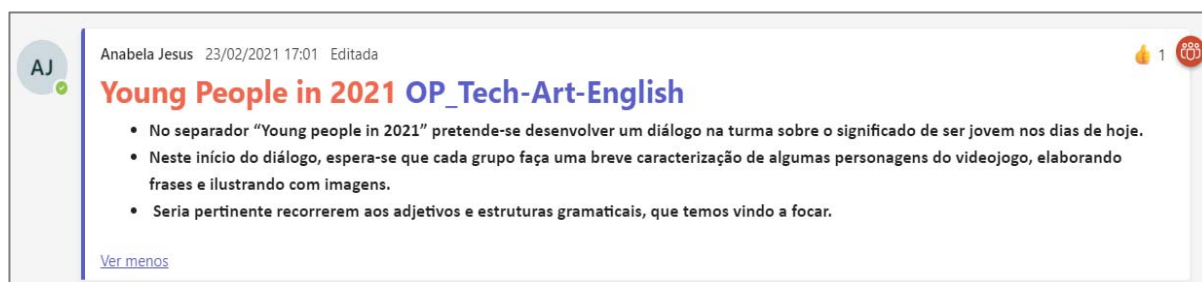 AJ
Anabela Jesus 23/02/2021 17:01 Editada
1
Young People in 2021 OP_Tech-Art-English
• No separador “Young people in 2021” pretende-se desenvolver um diálogo na turma sobre o significado de ser jovem nos dias de hoje.
• Neste início do diálogo, espera-se que cada grupo faça uma breve caracterização de algumas personagens do videojogo, elaborando
frases e ilustrando com imagens.
• Seria pertinente recorrerem aos adjetivos e estruturas gramaticais, que temos vindo a focar.
Ver menos